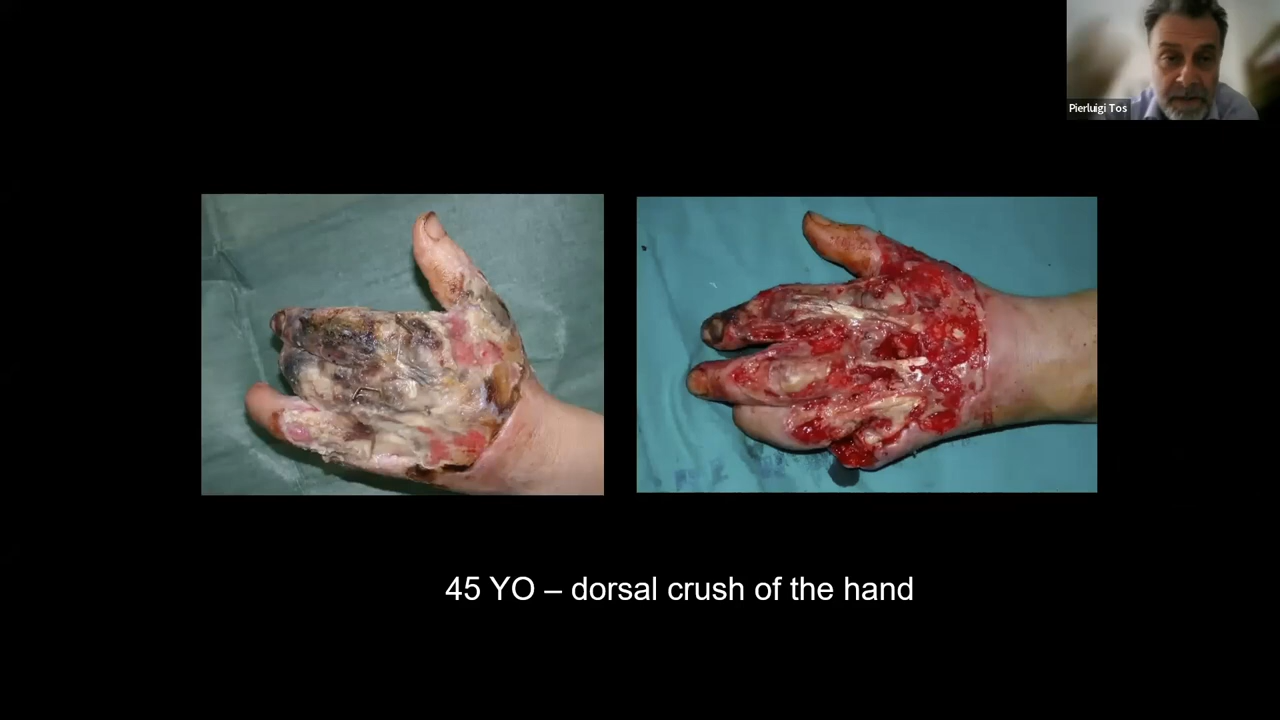 Pierluigi Tos
45 YO – dorsal crush of the hand